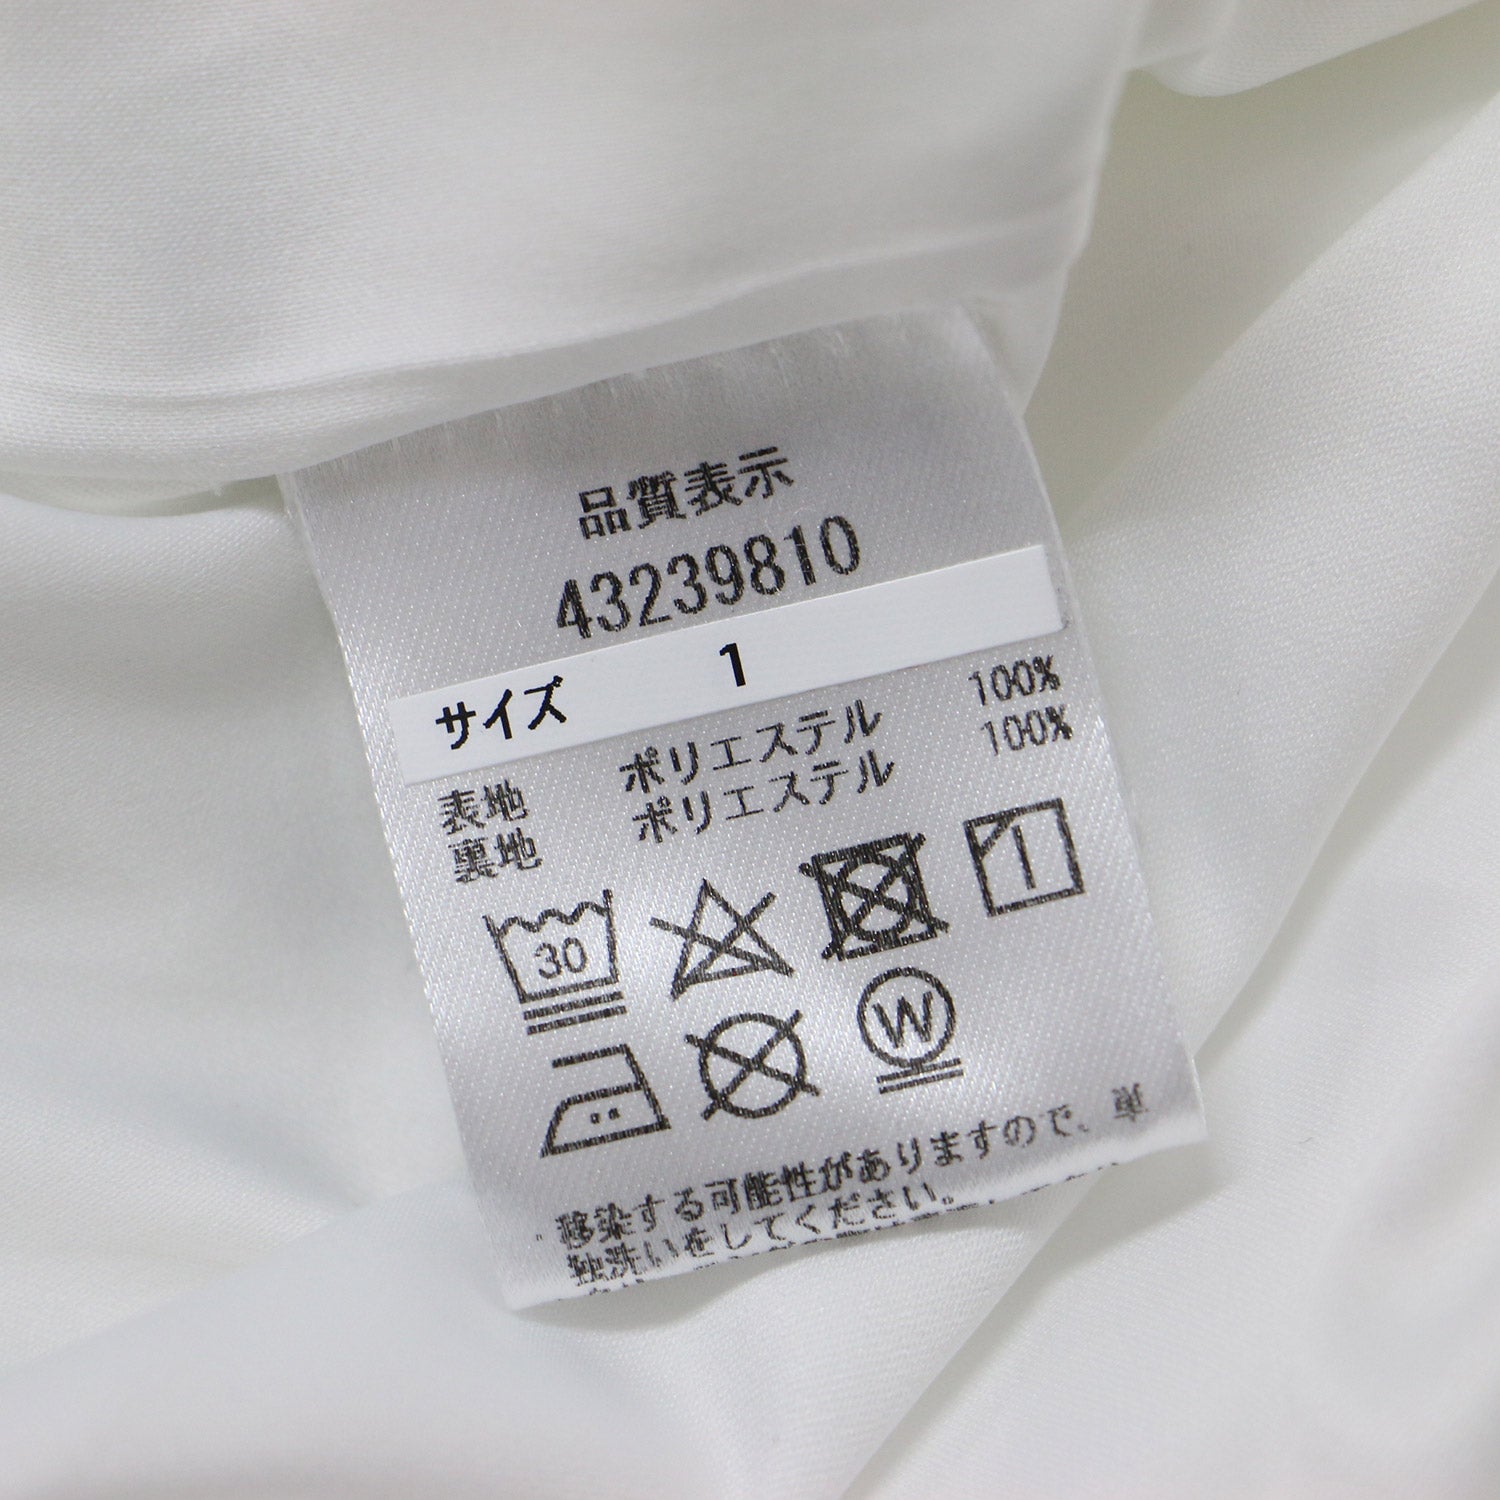 品質表示
43239810
サイズ 1
表地 ポリエステル 100%
裏地 ポリエステル 100%
30
W
移染する可能性がありますので、単
独洗いをしてください。